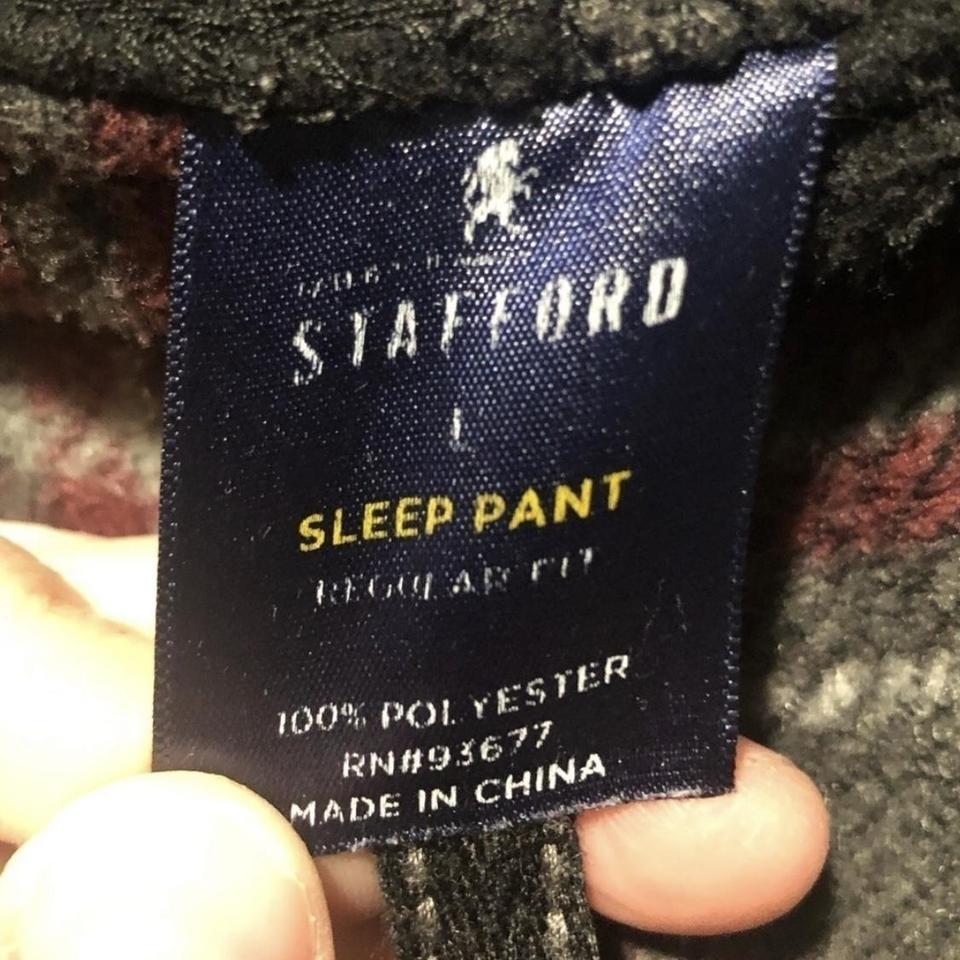 STAFFORD
L
SLEEP PANT
REGULAR FIT
100% POLYESTER
RN#93677
MADE IN CHINA